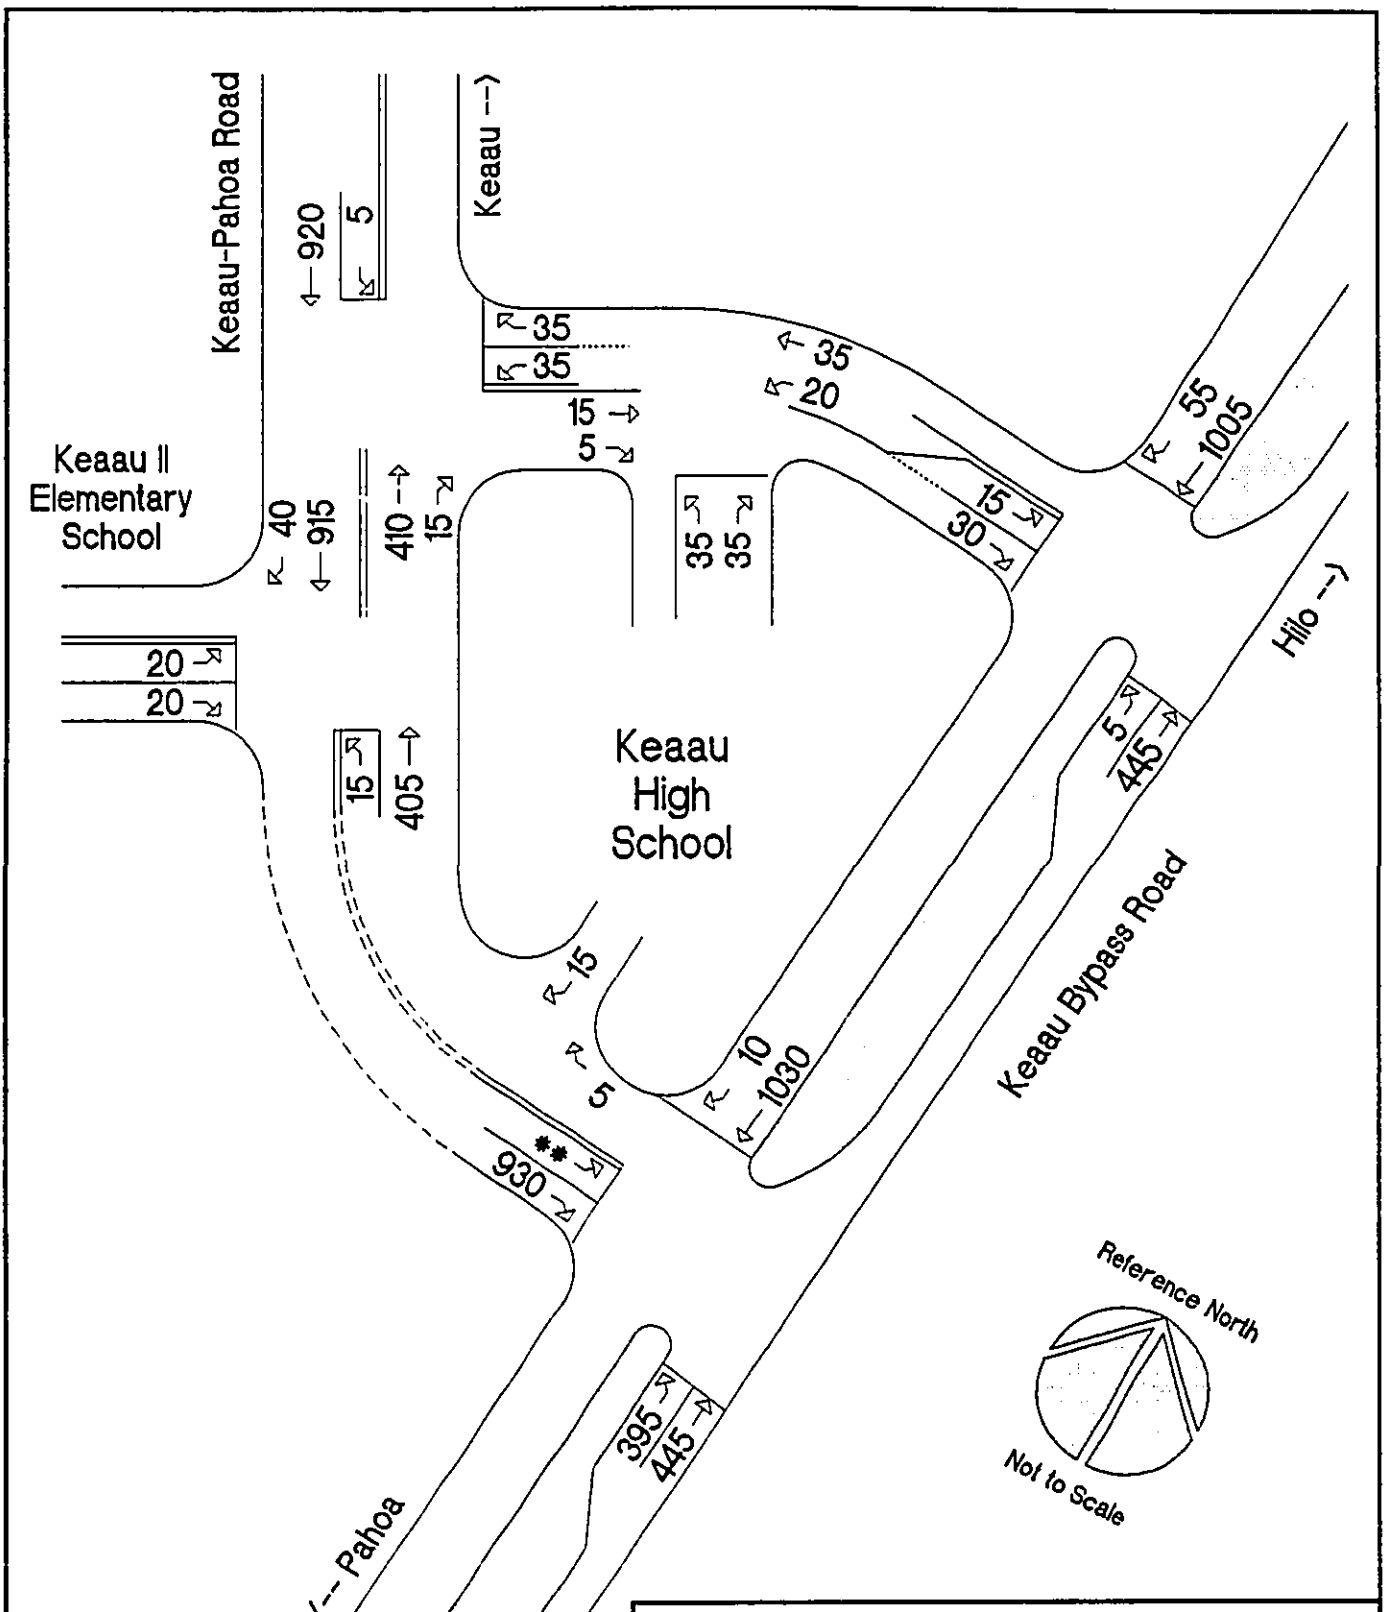 Keaau-Pahoa Road
Keaau -->
920
5
35
35
15
5
35
20
55
1005
Keaau II
Elementary
School
40
915
410
15
35
35
15
30
Hilo -->
20
20
15
405
Keaau
High
School
5
445
Keaau Bypass Road
15
5
10
1030
**
930
395
445
<-- Pahoa
Reference North
Not to Scale